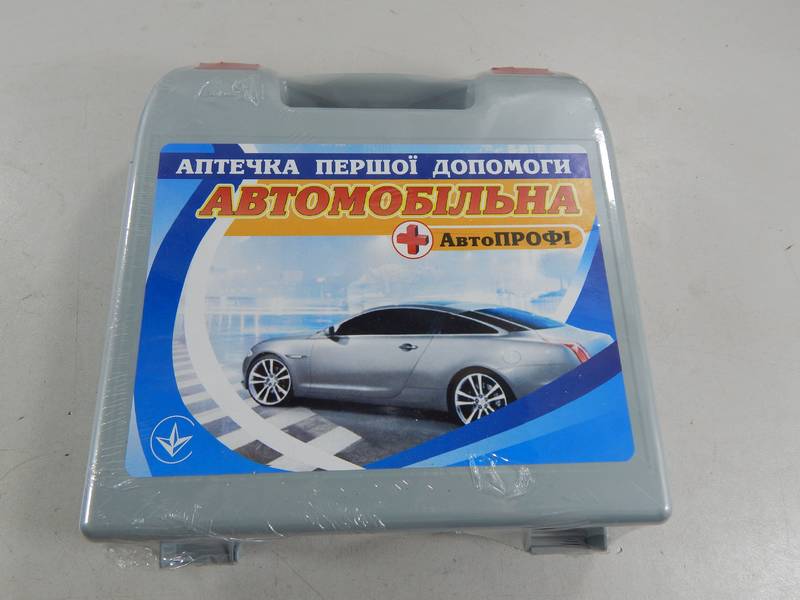 АПТЕЧКА ПЕРШОЇ ДОПОМОГИ
АВТОМОБІЛЬНА
АвтоПРОФІ